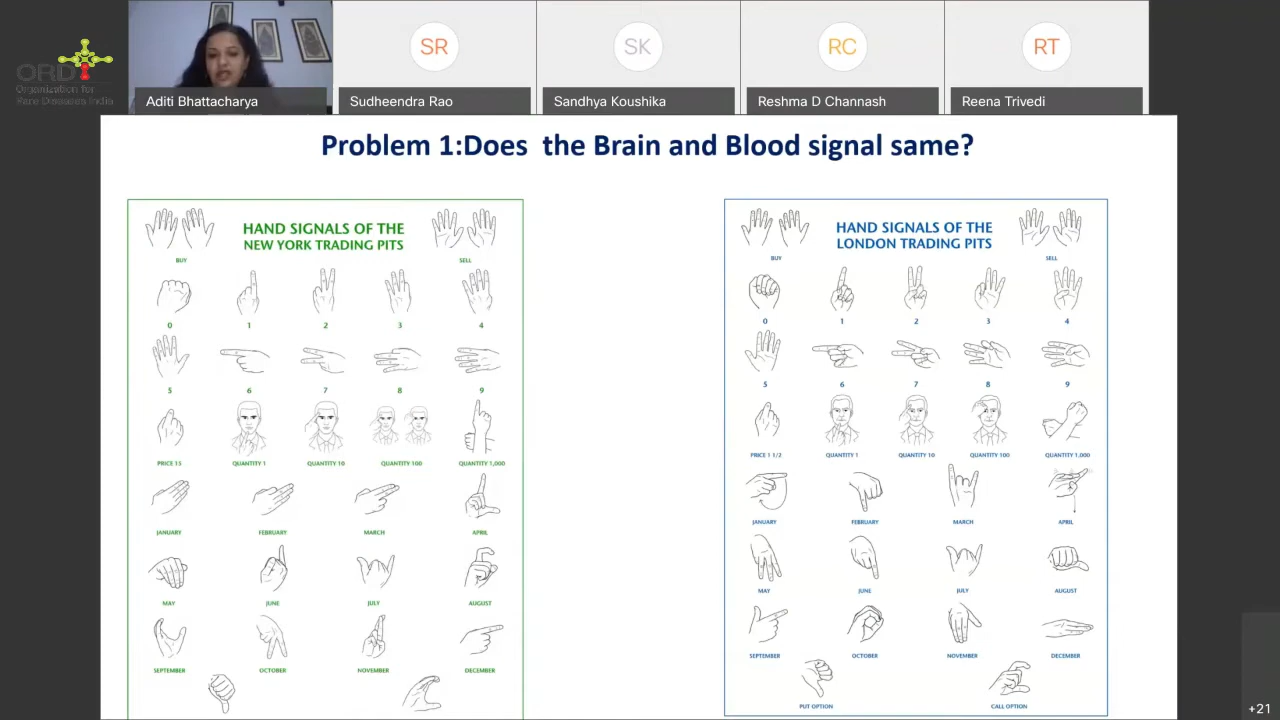 ORDI
Organization for
Rare Diseases India
Aditi Bhattacharya
SR
Sudheendra Rao
SK
Sandhya Koushika
RC
Reshma D Channash
RT
Reena Trivedi
Problem 1:Does the Brain and Blood signal same?
HAND SIGNALS OF THE
NEW YORK TRADING PITS
BUY
SELL
0
1
2
3
4
5
6
7
8
9
PRICE 15
QUANTITY 1
QUANTITY 10
QUANTITY 100
QUANTITY 1,000
JANUARY
FEBRUARY
MARCH
APRIL
MAY
JUNE
JULY
AUGUST
SEPTEMBER
OCTOBER
NOVEMBER
DECEMBER
HAND SIGNALS OF THE
LONDON TRADING PITS
BUY
SELL
0
1
2
3
4
5
6
7
8
9
PRICE 1 1/2
QUANTITY 1
QUANTITY 10
QUANTITY 100
QUANTITY 1,000
JANUARY
FEBRUARY
MARCH
APRIL
MAY
JUNE
JULY
AUGUST
SEPTEMBER
OCTOBER
NOVEMBER
DECEMBER
PUT OPTION
CALL OPTION
+21